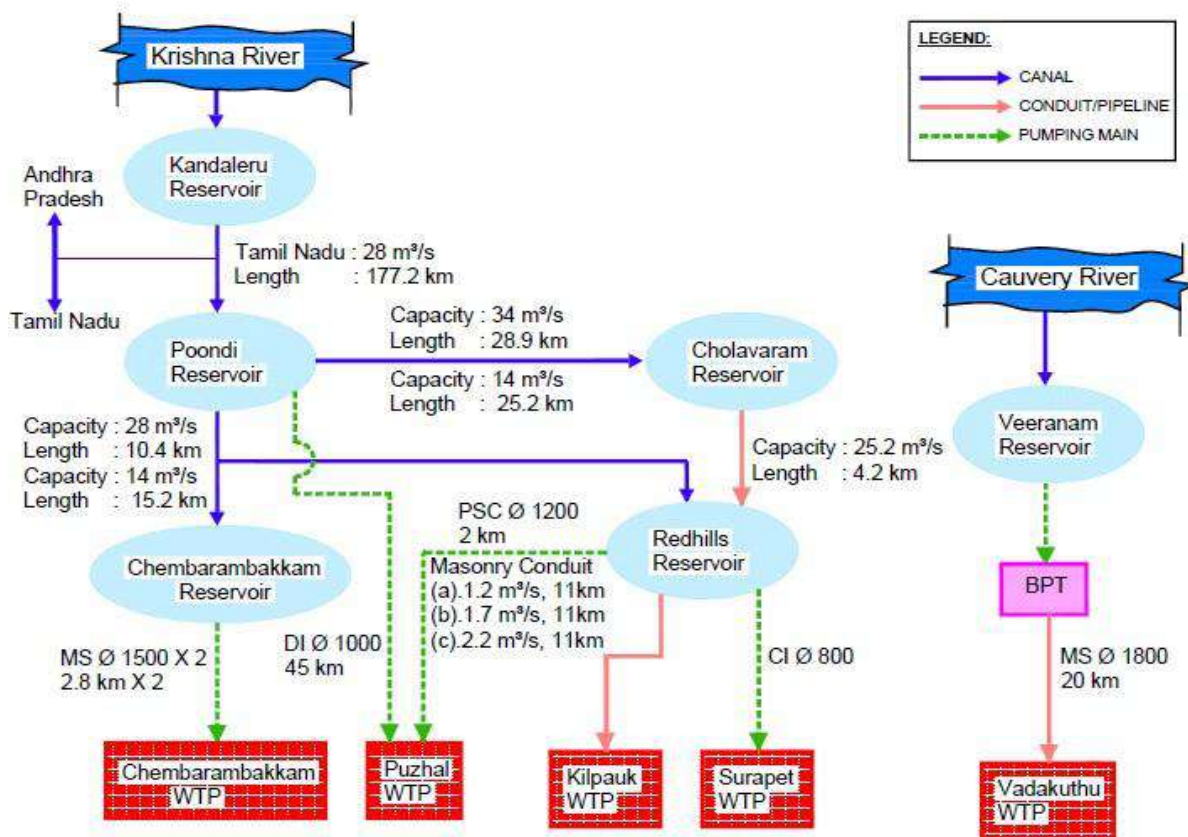 Krishna River
LEGEND:
CANAL
CONDUIT/PIPELINE
PUMPING MAIN
Kandaleru
Reservoir
Andhra
Pradesh
Tamil Nadu : 28 m³/s
Length : 177.2 km
Tamil Nadu
Cauvery River
Poondi
Reservoir
Capacity : 34 m³/s
Length : 28.9 km
Capacity : 14 m³/s
Length : 25.2 km
Cholavaram
Reservoir
Capacity : 28 m³/s
Length : 10.4 km
Capacity : 14 m³/s
Length : 15.2 km
Capacity : 25.2 m³/s
Length : 4.2 km
Veeranam
Reservoir
PSC Ø 1200
2 km
Redhills
Reservoir
Chembarambakkam
Reservoir
Masonry Conduit
(a).1.2 m³/s, 11km
(b).1.7 m³/s, 11km
(c).2.2 m³/s, 11km
BPT
MS Ø 1500 X 2
2.8 km X 2
DI Ø 1000
45 km
CI Ø 800
MS Ø 1800
20 km
Chembarambakkam
WTP
Puzhal
WTP
Kilpauk
WTP
Surapet
WTP
Vadakuthu
WTP